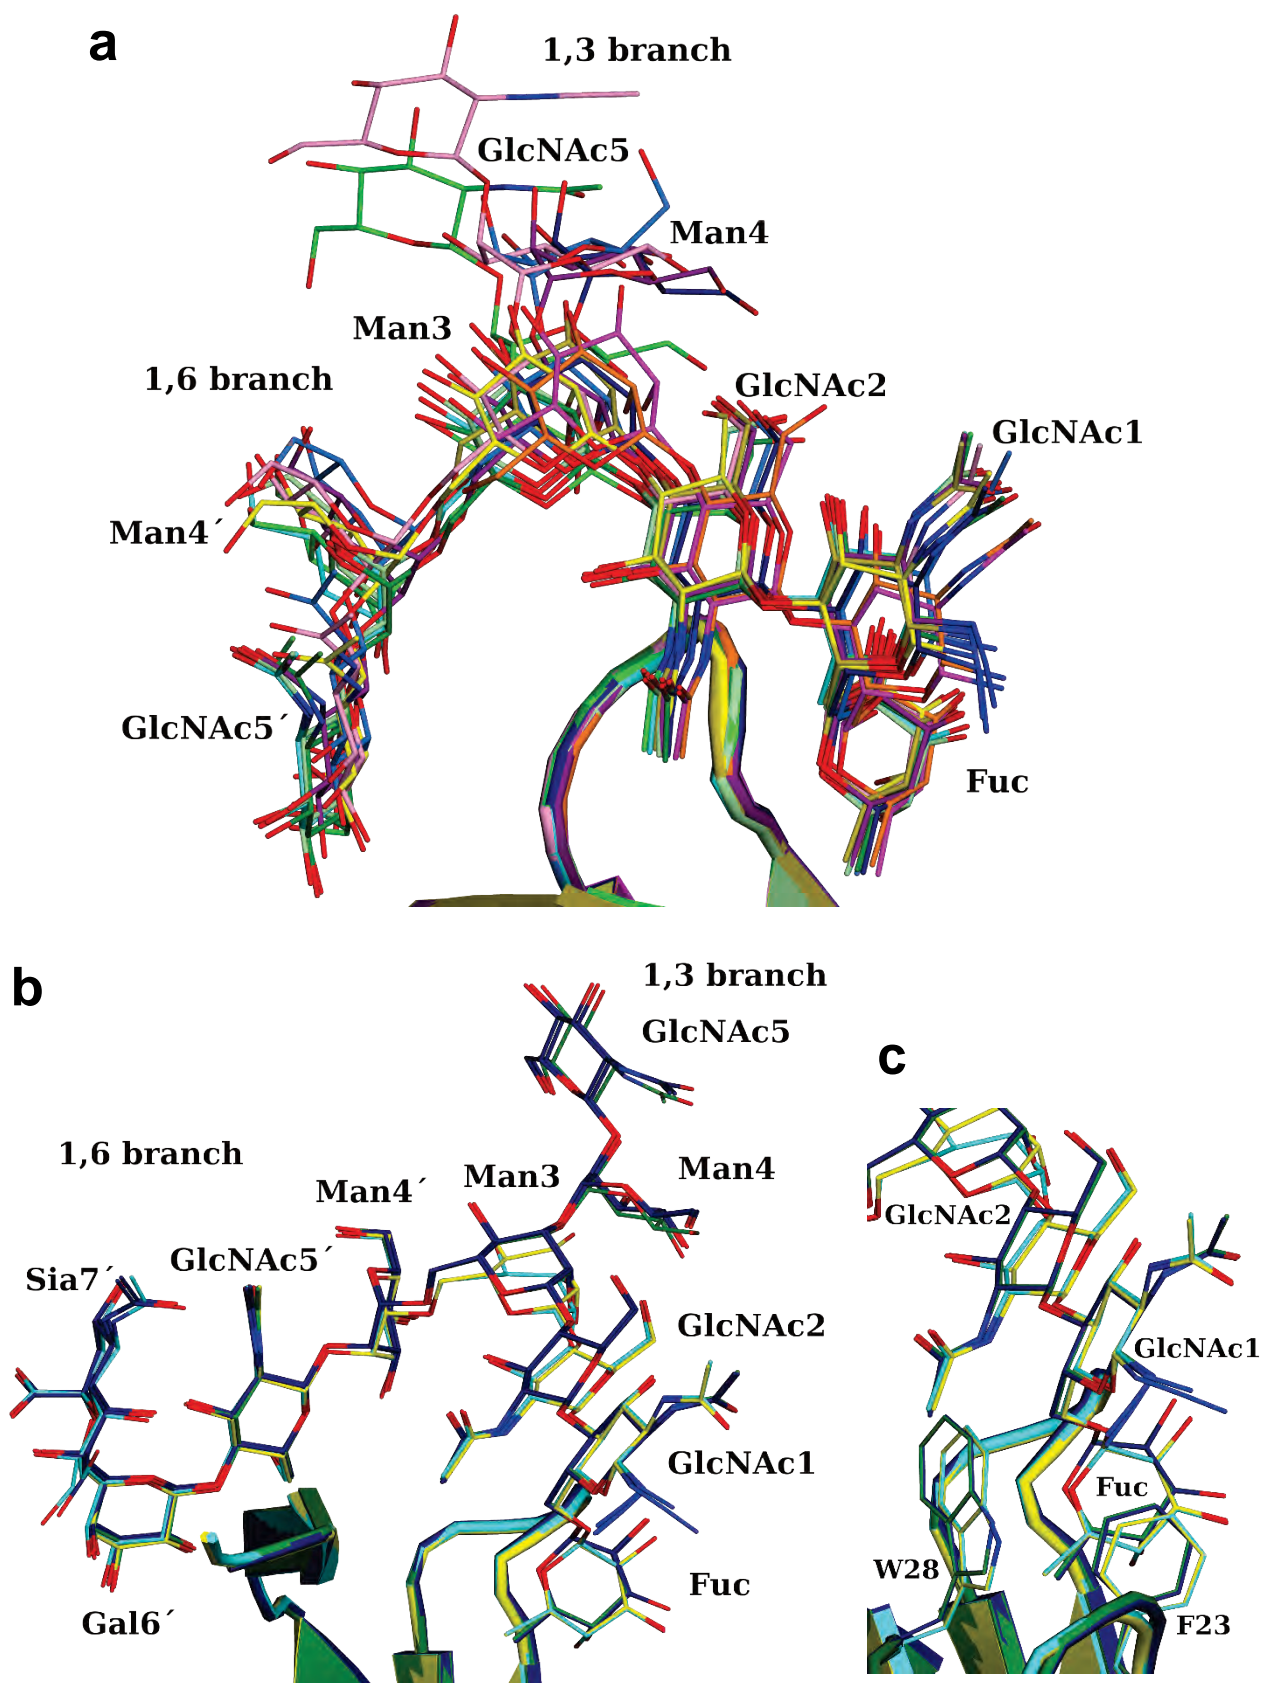 a
1,3 branch
GlcNAc5
Man4
Man3
1,6 branch
GlcNAc2
GlcNAc1
Man4´
GlcNAc5´
Fuc
b
1,3 branch
GlcNAc5
c
1,6 branch
Man3
Man4
Man4´
GlcNAc5´
Sia7´
GlcNAc2
GlcNAc1
Fuc
Gal6´
GlcNAc2
GlcNAc1
Fuc
W28
F23